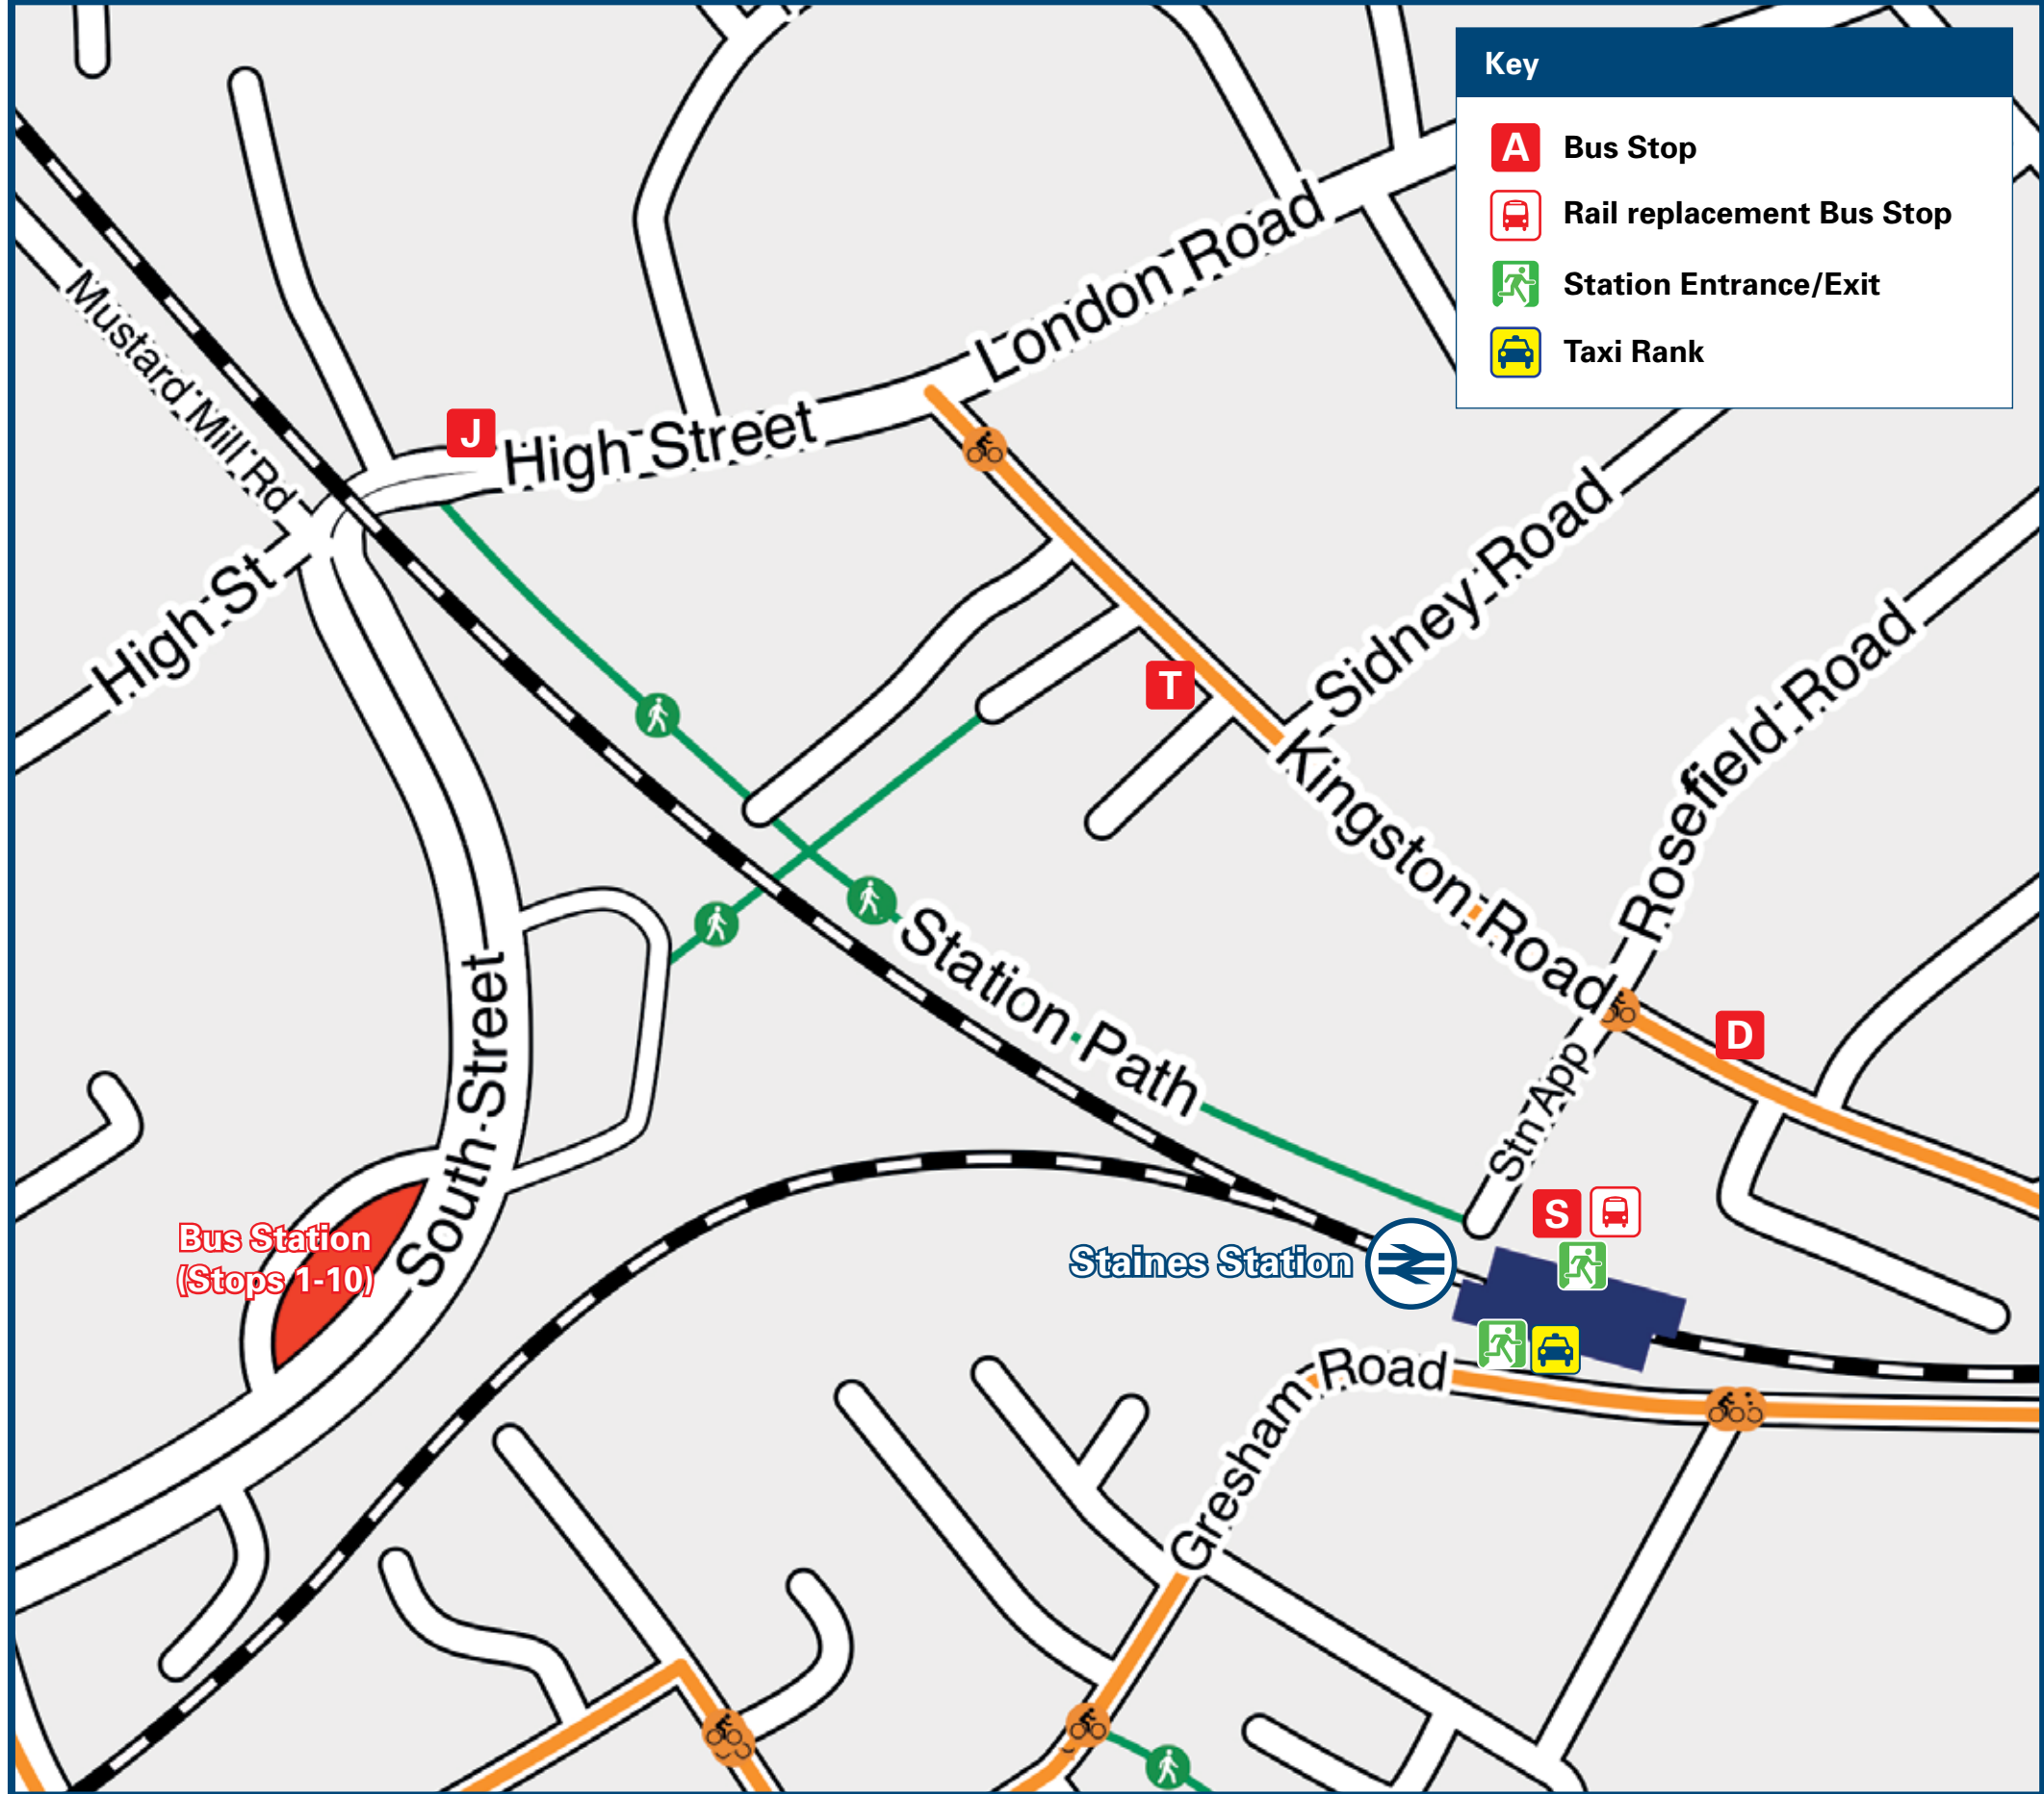 Key
A
Bus Stop
Rail replacement Bus Stop
Station Entrance/Exit
Taxi Rank
London Road
Mustard Mill Rd
J
High Street
High St
Sidney Road
T
Rosefield Road
Kingston Road
Station Path
D
Stn App
South Street
S
Bus Station
(Stops 1-10)
Staines Station
Gresham Road